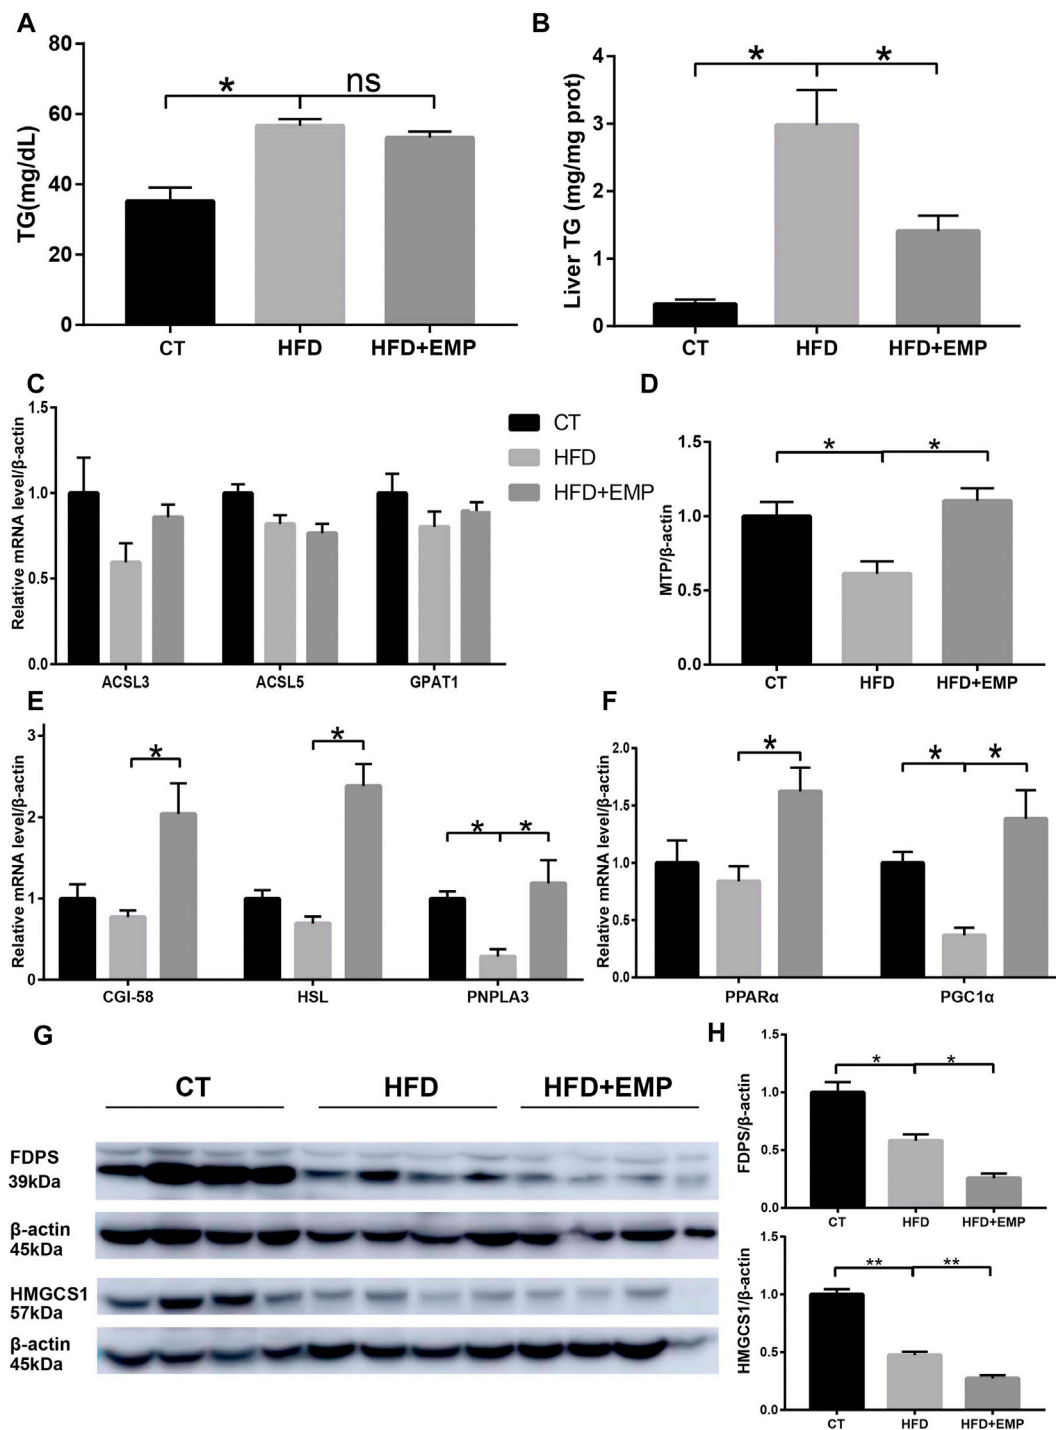 A
TG(mg/dL)
80
60
40
20
0
* ns
CT HFD HFD+EMP
B
Liver TG (mg/mg prot)
4
3
2
1
0
* *
CT HFD HFD+EMP
C
Relative mRNA level/β-actin
1.5
1.0
0.5
0.0
ACSL3 ACSL5 GPAT1
CT
HFD
HFD+EMP
D
MTP/β-actin
1.5
1.0
0.5
0.0
* *
CT HFD HFD+EMP
E
Relative mRNA level/β-actin
3
2
1
0
* * * *
CGI-58 HSL PNPLA3
F
Relative mRNA level/β-actin
2.0
1.5
1.0
0.5
0.0
* * *
PPARα PGC1α
G
CT HFD HFD+EMP
FDPS
39kDa
β-actin
45kDa
HMGCS1
57kDa
β-actin
45kDa
H
FDPS/β-actin
1.5
1.0
0.5
0.0
* *
CT HFD HFD+EMP
HMGCS1/β-actin
1.5
1.0
0.5
0.0
** **
CT HFD HFD+EMP